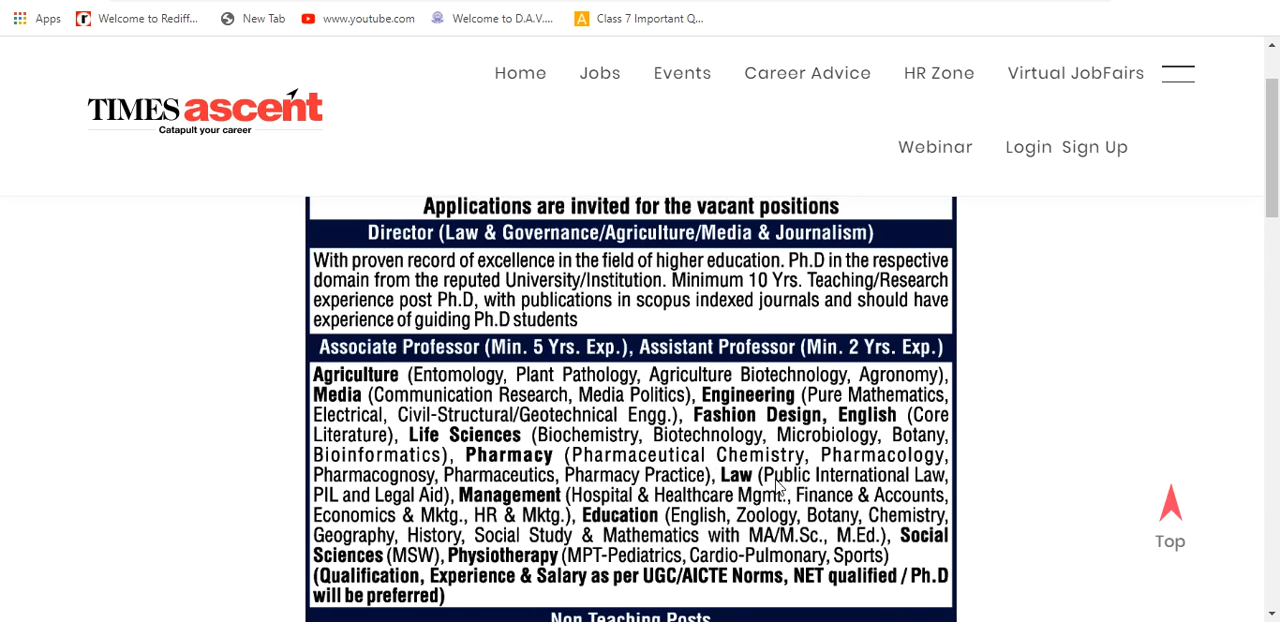 Apps Welcome to Rediff... New Tab www.youtube.com Welcome to D.A.V.... A Class 7 Important Q...
Home Jobs Events Career Advice HR Zone Virtual JobFairs
TIMES ascent
Catapult your career
Webinar Login Sign Up
Applications are invited for the vacant positions
Director (Law & Governance/Agriculture/Media & Journalism)
With proven record of excellence in the field of higher education. Ph.D in the respective
domain from the reputed University/Institution. Minimum 10 Yrs. Teaching/Research
experience post Ph.D, with publications in scopus indexed journals and should have
experience of guiding Ph.D students
Associate Professor (Min. 5 Yrs. Exp.), Assistant Professor (Min. 2 Yrs. Exp.)
Agriculture (Entomology, Plant Pathology, Agriculture Biotechnology, Agronomy),
Media (Communication Research, Media Politics), Engineering (Pure Mathematics,
Electrical, Civil-Structural/Geotechnical Engg.), Fashion Design, English (Core
Literature), Life Sciences (Biochemistry, Biotechnology, Microbiology, Botany,
Bioinformatics), Pharmacy (Pharmaceutical Chemistry, Pharmacology,
Pharmacognosy, Pharmaceutics, Pharmacy Practice), Law (Public International Law,
PIL and Legal Aid), Management (Hospital & Healthcare Mgmt., Finance & Accounts,
Economics & Mktg., HR & Mktg.), Education (English, Zoology, Botany, Chemistry,
Geography, History, Social Study & Mathematics with MA/M.Sc., M.Ed.), Social
Sciences (MSW), Physiotherapy (MPT-Pediatrics, Cardio-Pulmonary, Sports)
(Qualification, Experience & Salary as per UGC/AICTE Norms, NET qualified / Ph.D
will be preferred)
Non Teaching Posts
Top